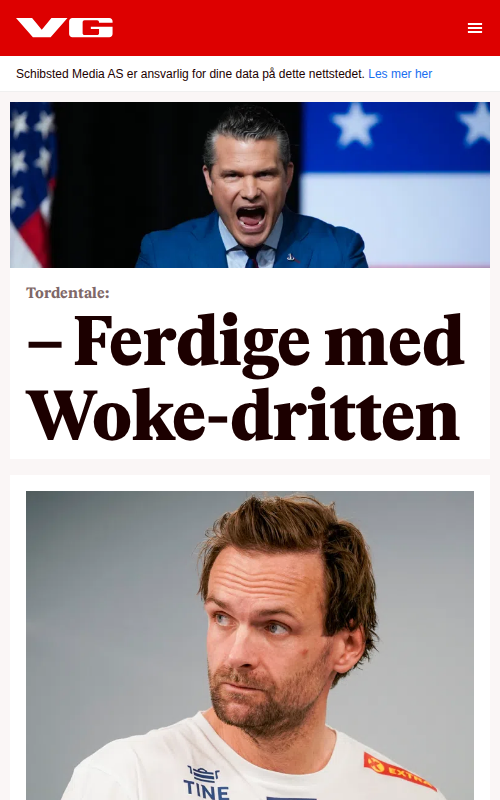 VG
Schibsted Media AS er ansvarlig for dine data på dette nettstedet. Les mer her
Tordentale:
– Ferdige med
Woke-dritten
TINE
EXTRA